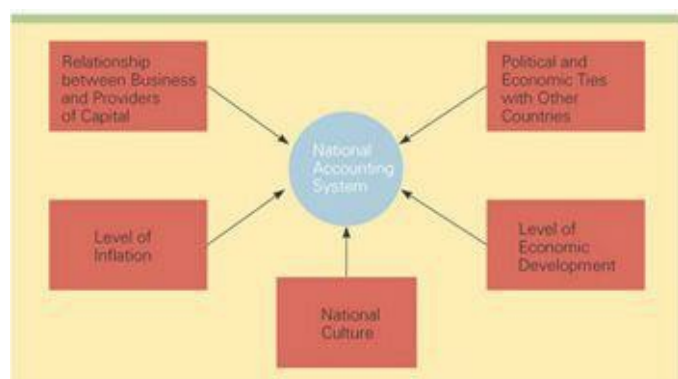 Relationship
between Business
and Providers
of Capital
Political and
Economic Ties
with Other
Countries
National
Accounting
System
Level of
Inflation
Level of
Economic
Development
National
Culture